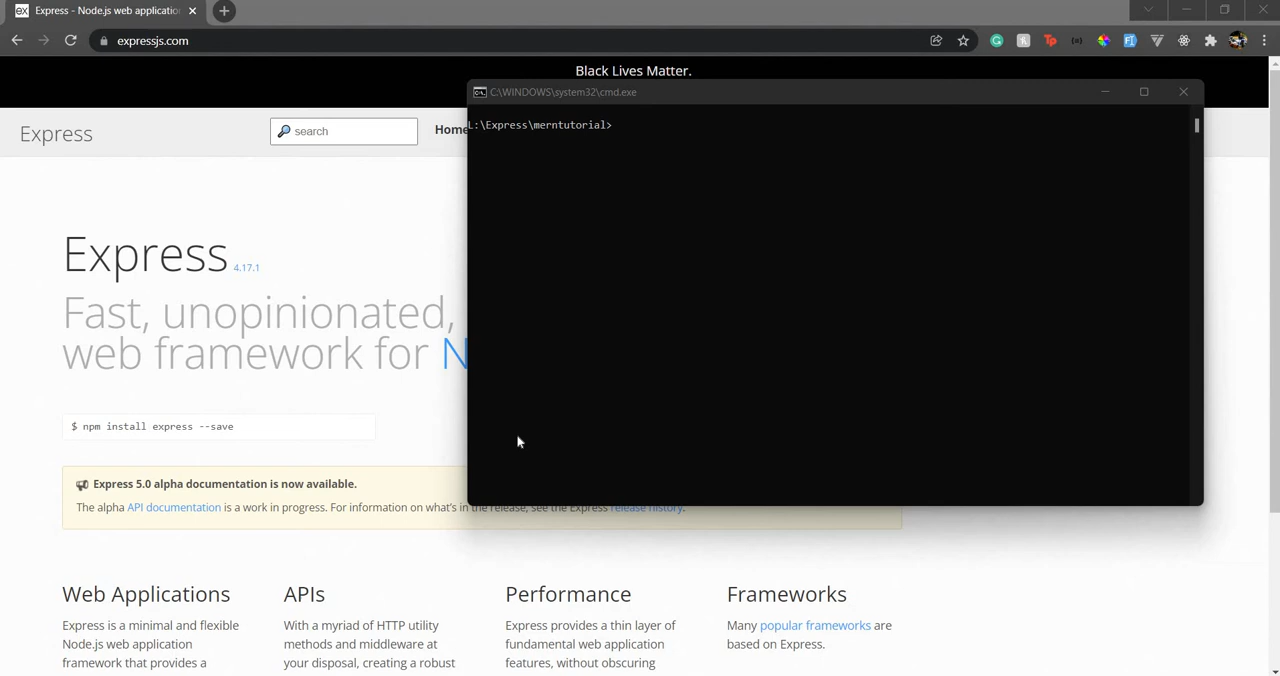 Express - Node.js web applicatio
expressjs.com
Black Lives Matter.
C:\WINDOWS\system32\cmd.exe
L:\Express\merntutorial>
Express
search
Home
Express 4.17.1
Fast, unopinionated,
web framework for N
$ npm install express --save
Express 5.0 alpha documentation is now available.
The alpha API documentation is a work in progress. For information on what's in the release, see the Express release history.
Web Applications
Express is a minimal and flexible
Node.js web application
framework that provides a
APIs
With a myriad of HTTP utility
methods and middleware at
your disposal, creating a robust
Performance
Express provides a thin layer of
fundamental web application
features, without obscuring
Frameworks
Many popular frameworks are
based on Express.